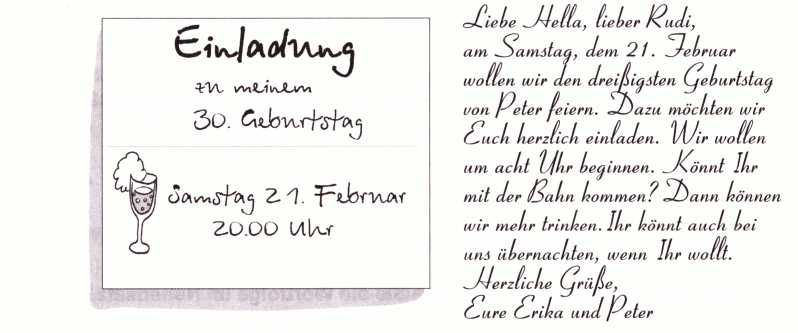 Einladung
zu meinem
30. Geburtstag
Samstag 21. Februar
20.00 Uhr
Liebe Hella, lieber Rudi,
am Samstag, dem 21. Februar
wollen wir den dreißigsten Geburtstag
von Peter feiern. Dazu möchten wir
Euch herzlich einladen. Wir wollen
um acht Uhr beginnen. Könnt Ihr
mit der Bahn kommen? Dann können
wir mehr trinken. Ihr könnt auch bei
uns übernachten, wenn Ihr wollt.
Herzliche Grüße,
Eure Erika und Peter